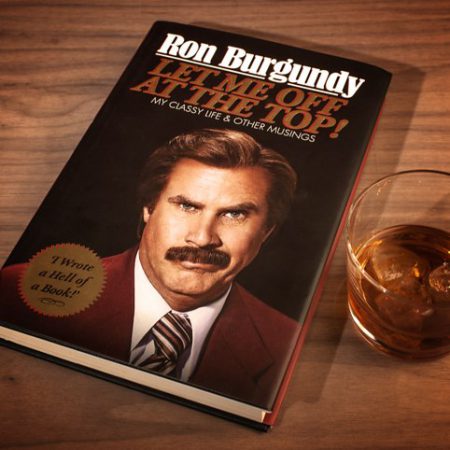 Ron Burgundy
LET ME OFF
AT THE TOP!
MY CLASSY LIFE & OTHER MUSINGS
'I Wrote
a Hell of
a Book!'